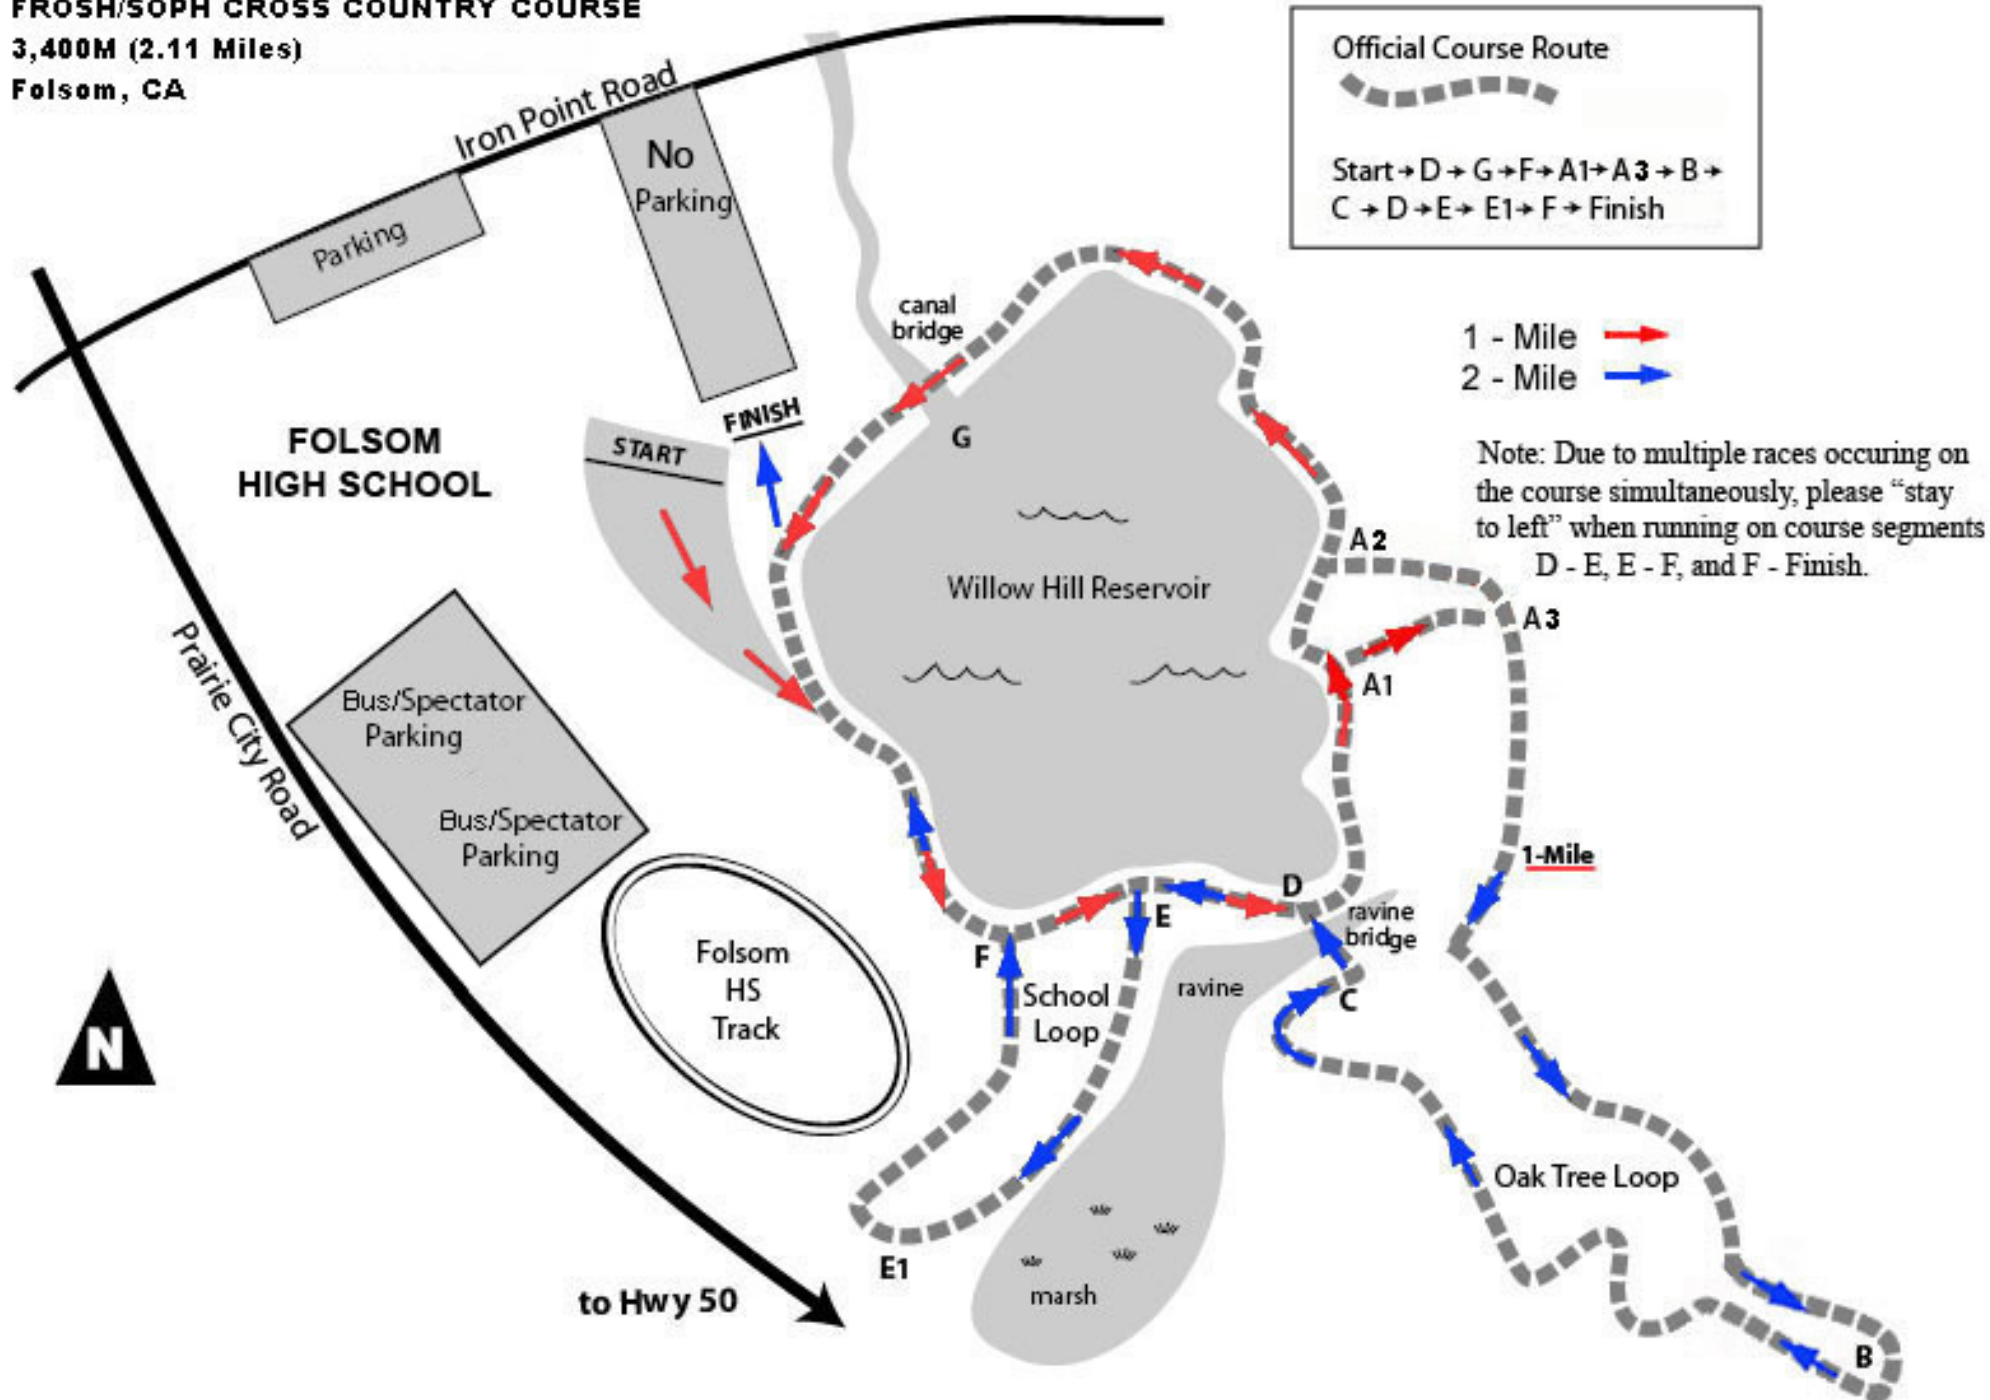 FROSH/SOPH CROSS COUNTRY COURSE
3,400M (2.11 Miles)
Folsom, CA
Iron Point Road
No
Parking
Parking
Official Course Route
Start → D → G → F → A1 → A3 → B →
C → D → E → E1 → F → Finish
1 - Mile
2 - Mile
Note: Due to multiple races occuring on
the course simultaneously, please “stay
to left” when running on course segments
D - E, E - F, and F - Finish.
canal
bridge
G
FINISH
START
FOLSOM
HIGH SCHOOL
Willow Hill Reservoir
A2
A3
A1
Prairie City Road
Bus/Spectator
Parking
Bus/Spectator
Parking
1-Mile
D
E
F
ravine
bridge
C
ravine
School
Loop
Folsom
HS
Track
N
Oak Tree Loop
E1
marsh
to Hwy 50
B